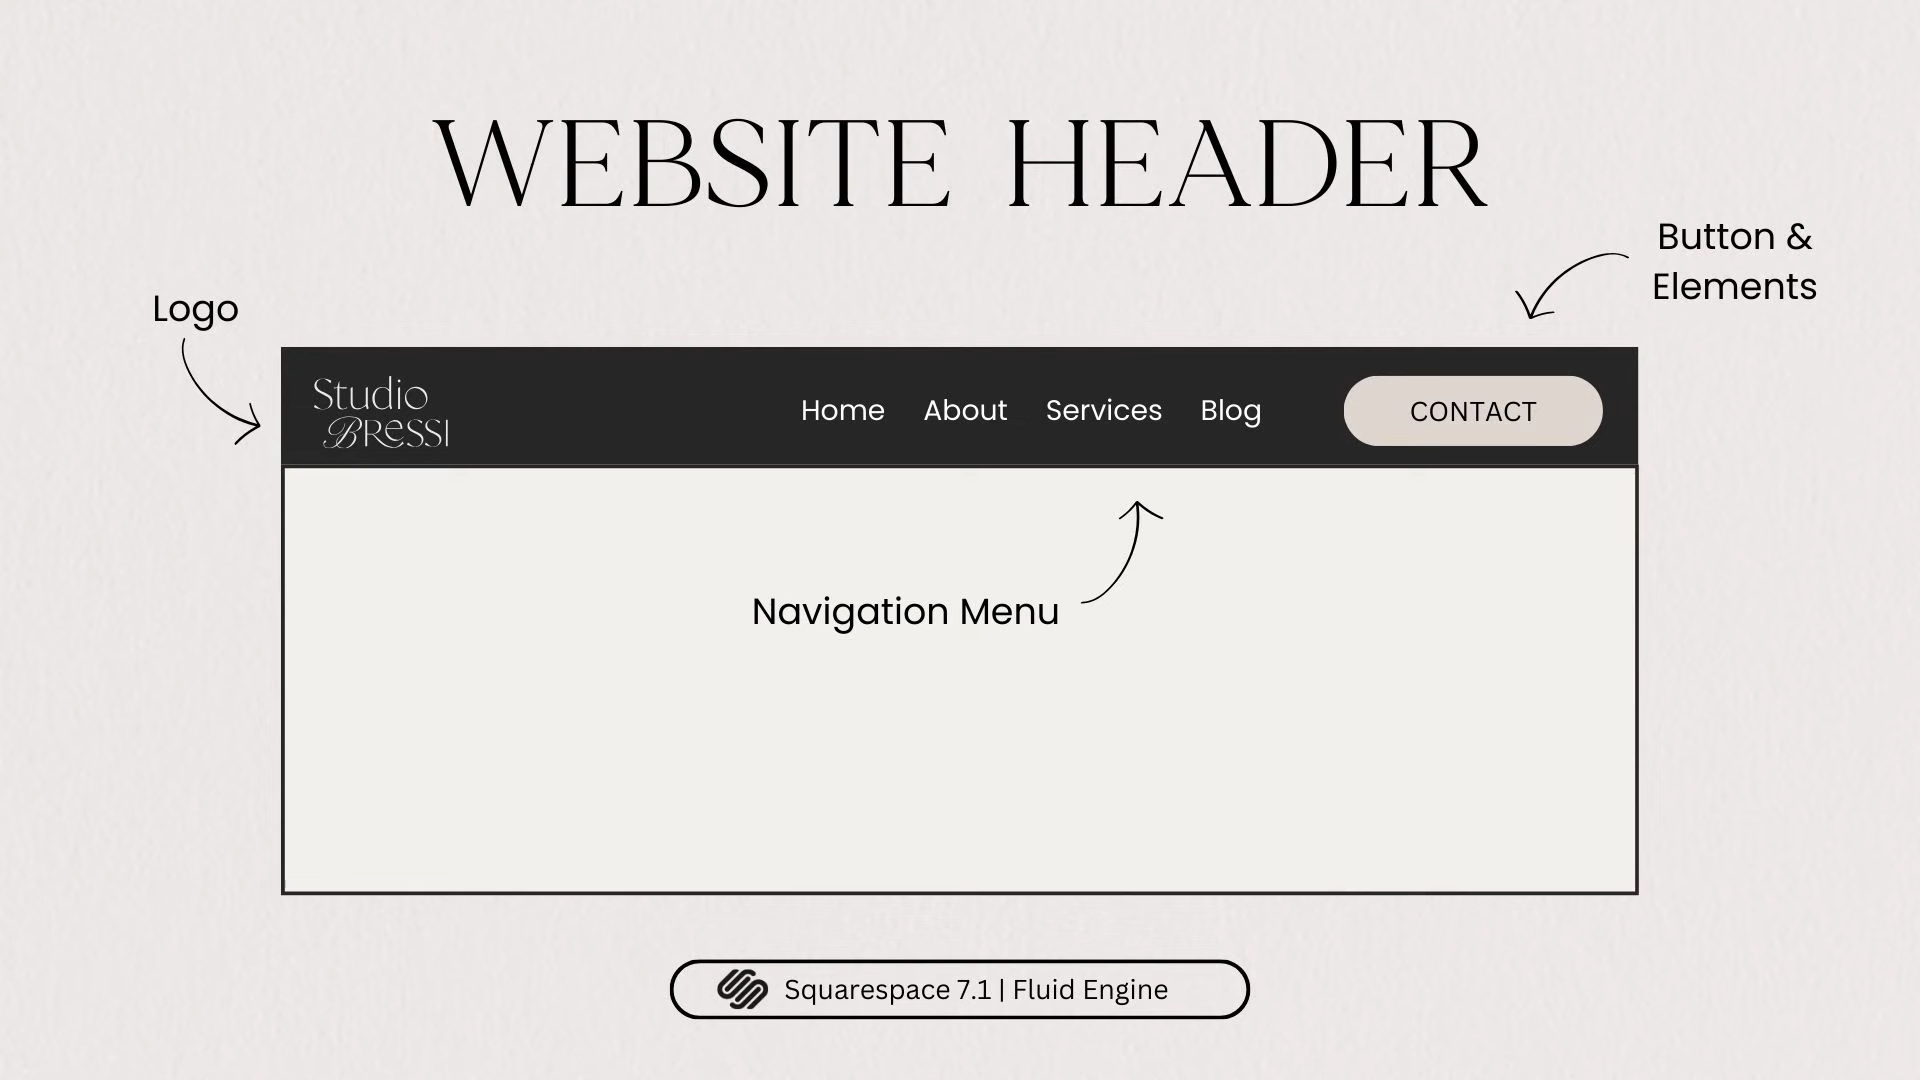 WEBSITE HEADER
Button &
Elements
Logo
Studio
BRESSI
Home About Services Blog
CONTACT
Navigation Menu
Squarespace 7.1 | Fluid Engine